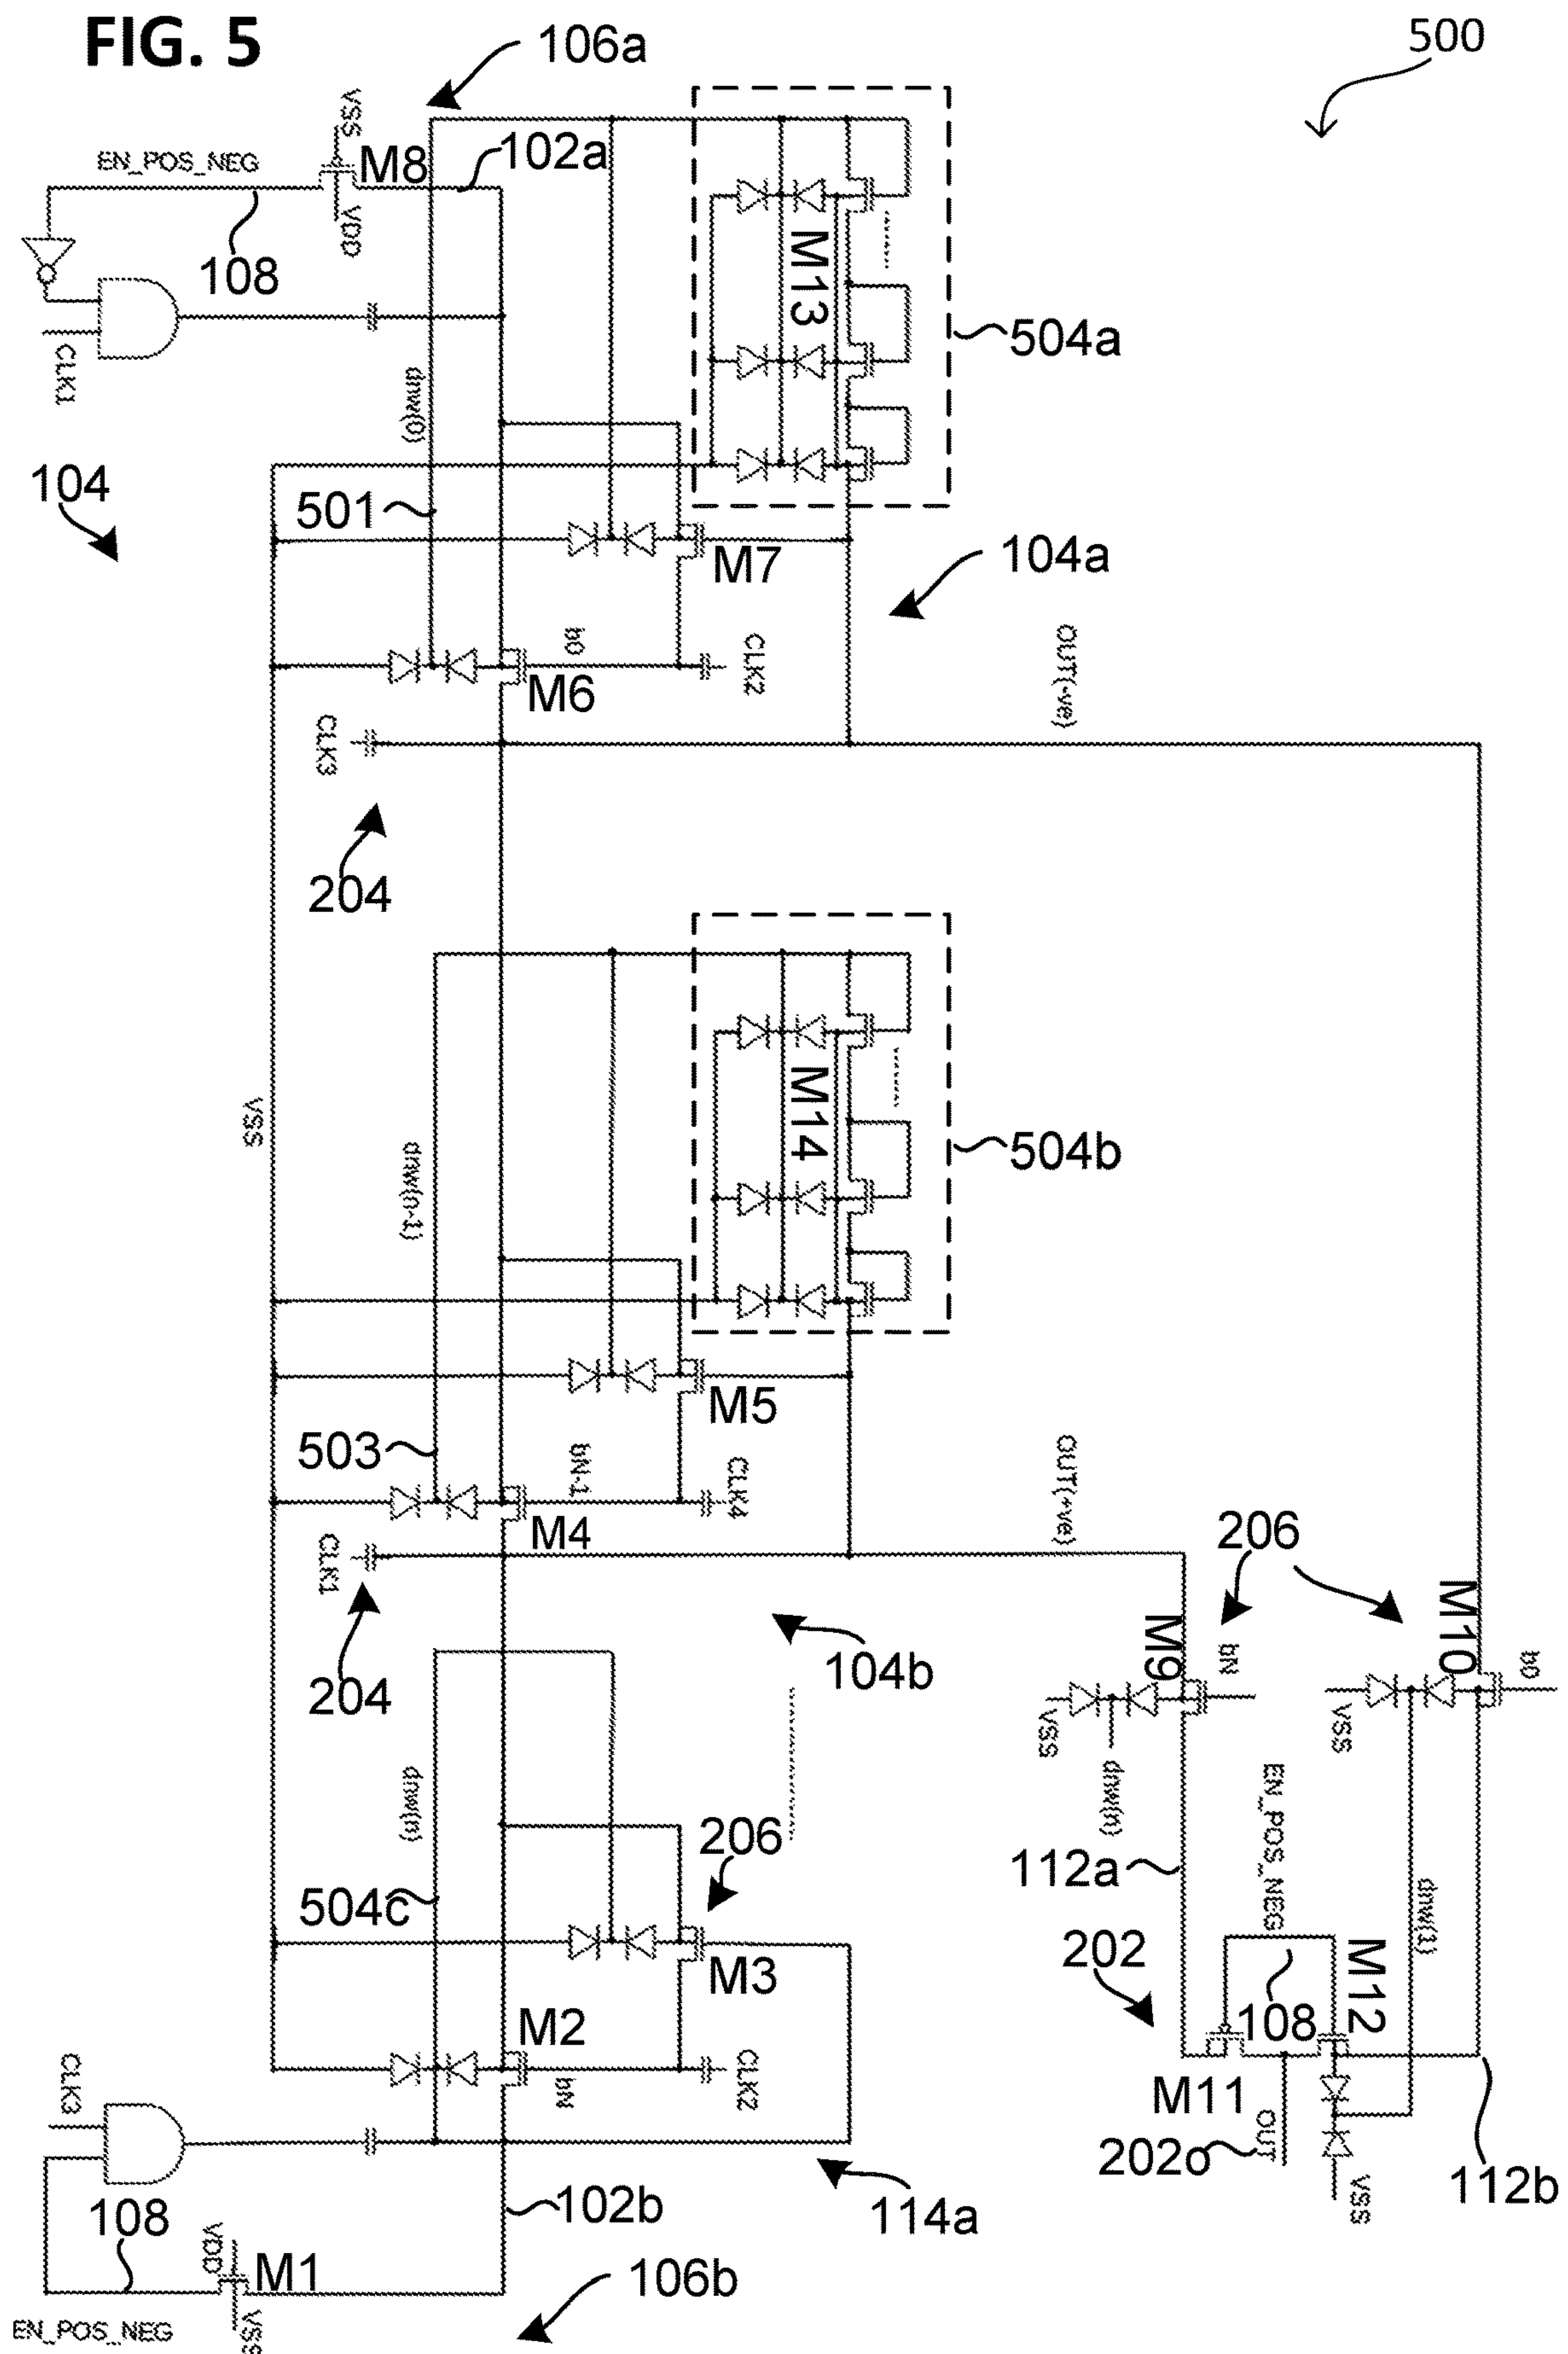 FIG. 5
500
106a
VSS
EN_POS_NEG
M8
102a
VDD
108
M13
504a
CLK1
dnw(0)
104
501
M7
104a
b0
CLK2
OUT(-ve)
M6
CLK3
204
VSS
dnw(n-1)
M14
504b
M5
503
bN-1
CLK4
OUT(+ve)
M4
CLK1
206
204
104b
M9
bN
M10
b0
VSS
VSS
dnw(n)
dnw(n)
EN_POS_NEG
206
112a
504c
dnw(1)
202
M3
M12
108
M2
CLK3
bN
CLK2
M11
OUT
202o
VSS
112b
108
102b
114a
VDD
M1
106b
EN_POS_NEG
VSS